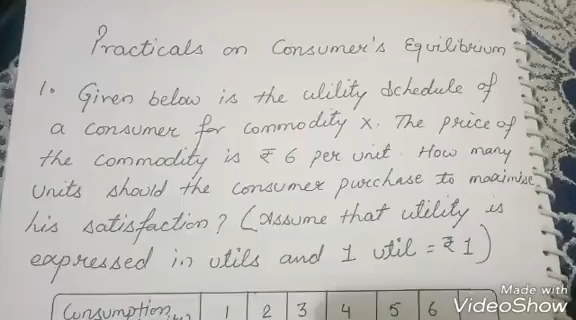 Practicals on Consumer's Equilibrium
1. Given below is the utility schedule of
a consumer for commodity x. The price of
the commodity is ₹ 6 per unit. How many
units should the consumer purchase to maximise
his satisfaction? (Assume that utility is
expressed in utils and 1 util = ₹ 1)
Consumption 1 2 3 4 5 6
Made with
VideoShow